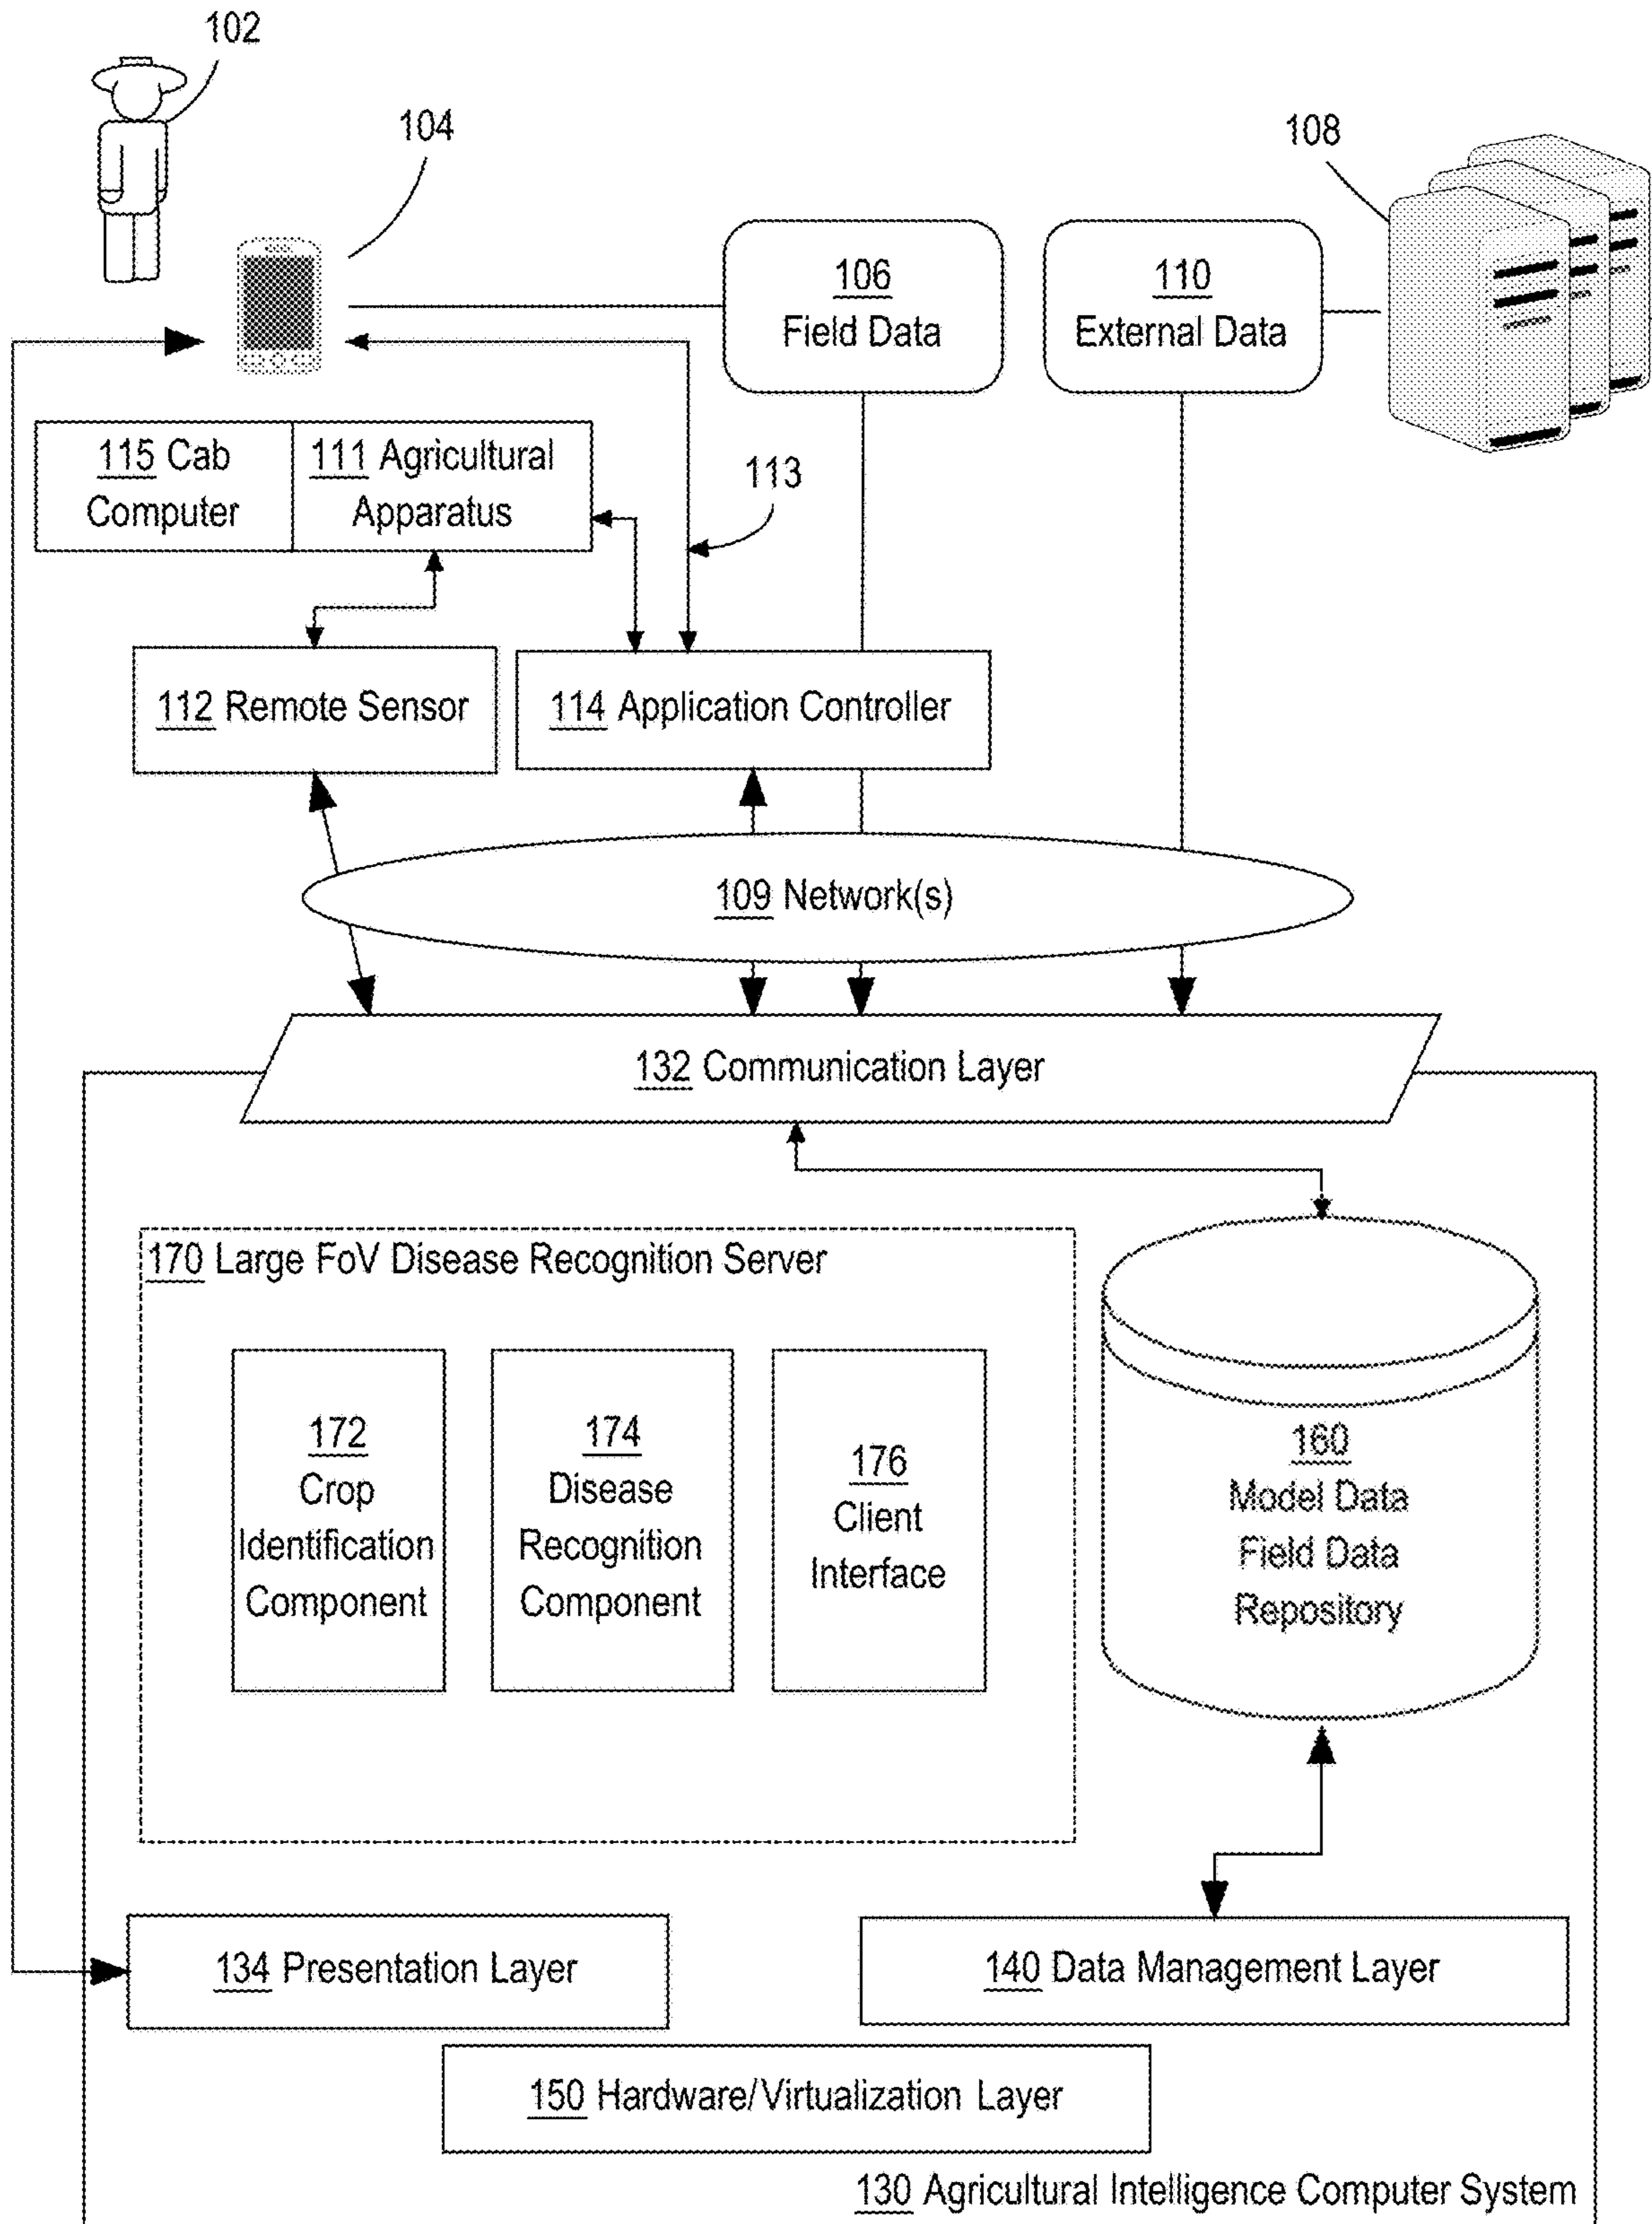 102
104
108
106
Field Data
110
External Data
115 Cab
Computer
111 Agricultural
Apparatus
113
112 Remote Sensor
114 Application Controller
109 Network(s)
132 Communication Layer
170 Large FoV Disease Recognition Server
172
Crop
Identification
Component
174
Disease
Recognition
Component
176
Client
Interface
160
Model Data
Field Data
Repository
134 Presentation Layer
140 Data Management Layer
150 Hardware/Virtualization Layer
130 Agricultural Intelligence Computer System